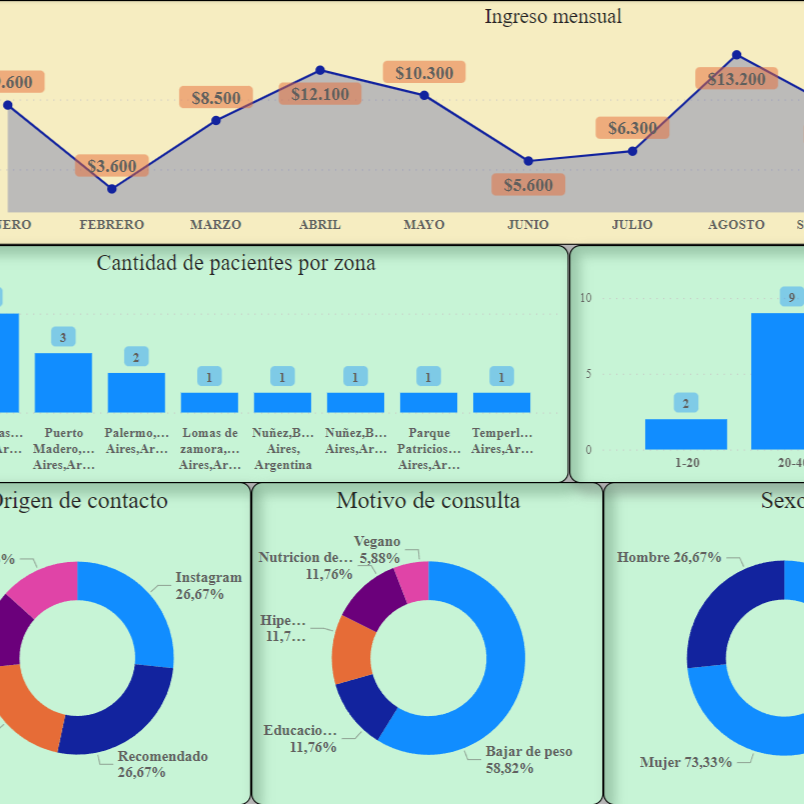 Ingreso mensual
.600
$3.600
$8.500
$12.100
$10.300
$5.600
$6.300
$13.200
NERO
FEBRERO
MARZO
ABRIL
MAYO
JUNIO
JULIO
AGOSTO
S
Cantidad de pacientes por zona
3
2
1
1
1
1
1
as…
Ar…
Puerto
Madero,…
Aires,Ar…
Palermo,…
Aires,Ar…
Lomas de
zamora,…
Aires,Ar…
Nuñez,B…
Aires,
Argentina
Nuñez,B…
Aires,Ar…
Parque
Patricios…
Aires,Ar…
Temperl…
Aires,Ar…
10
5
0
2
9
1-20
20-40
Origen de contacto
%
Instagram
26,67%
Recomendado
26,67%
Motivo de consulta
Vegano
5,88%
Nutricion de…
11,76%
Hipe…
11,7…
Educacio…
11,76%
Bajar de peso
58,82%
Sexo
Hombre 26,67%
Mujer 73,33%